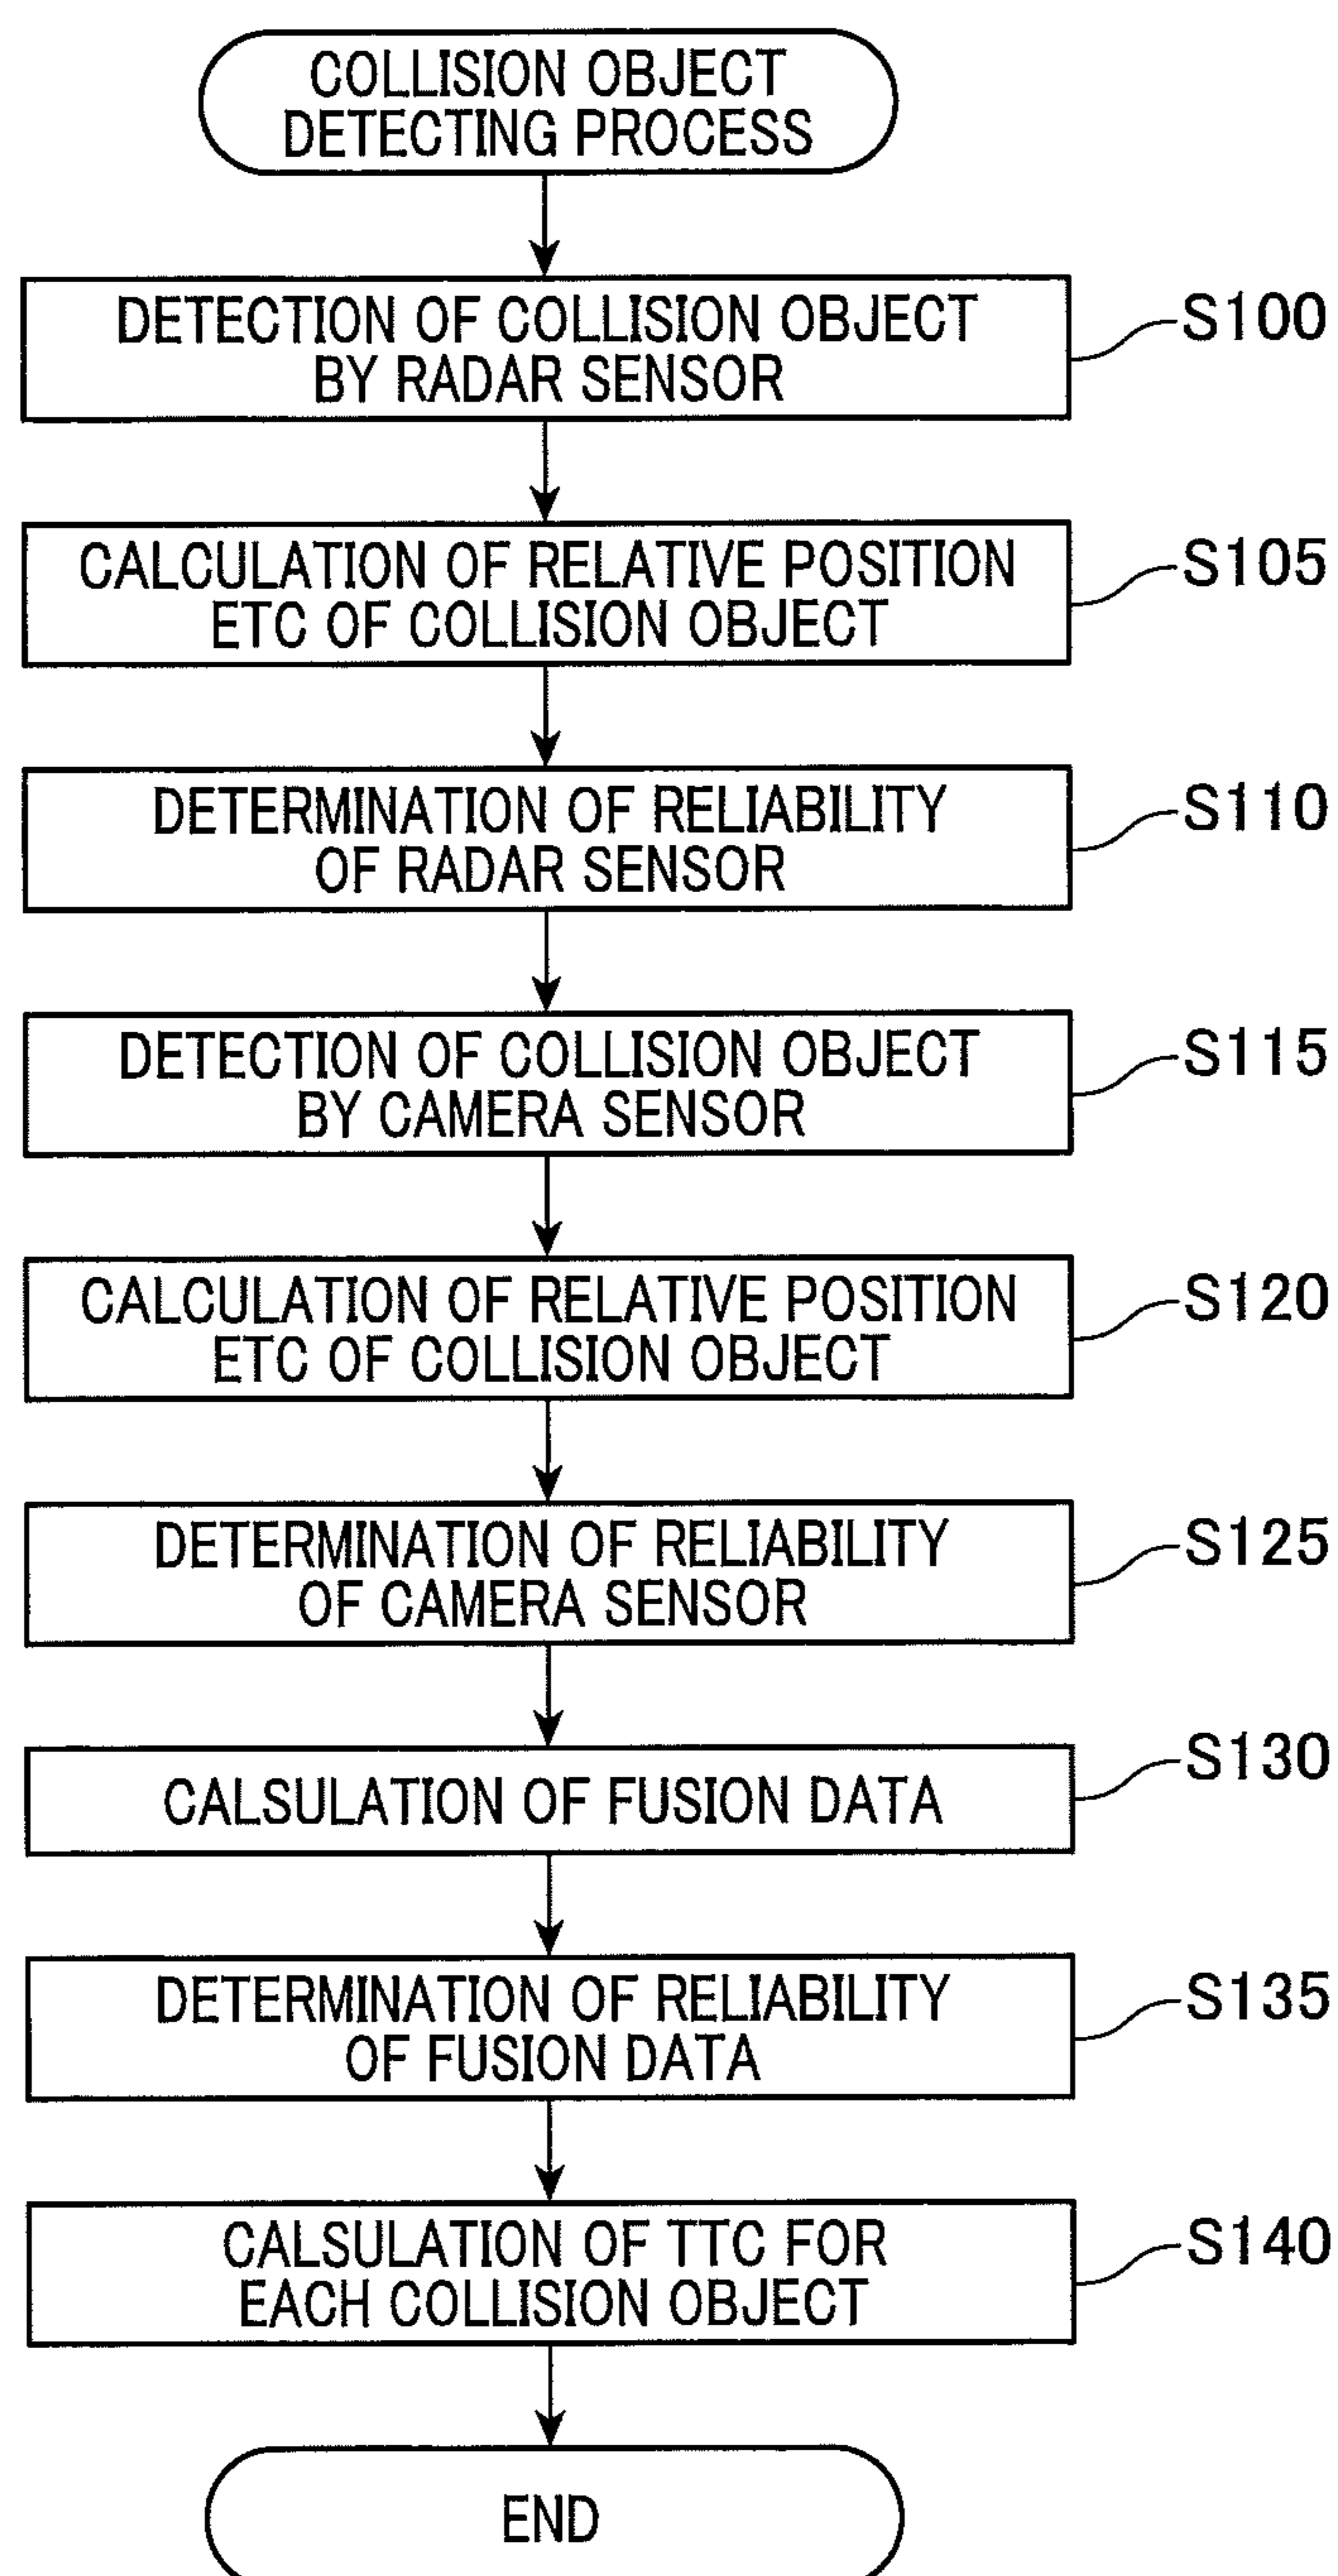 COLLISION OBJECT
DETECTING PROCESS
DETECTION OF COLLISION OBJECT
BY RADAR SENSOR
S100
CALCULATION OF RELATIVE POSITION
ETC OF COLLISION OBJECT
S105
DETERMINATION OF RELIABILITY
OF RADAR SENSOR
S110
DETECTION OF COLLISION OBJECT
BY CAMERA SENSOR
S115
CALCULATION OF RELATIVE POSITION
ETC OF COLLISION OBJECT
S120
DETERMINATION OF RELIABILITY
OF CAMERA SENSOR
S125
CALSULATION OF FUSION DATA
S130
DETERMINATION OF RELIABILITY
OF FUSION DATA
S135
CALSULATION OF TTC FOR
EACH COLLISION OBJECT
S140
END